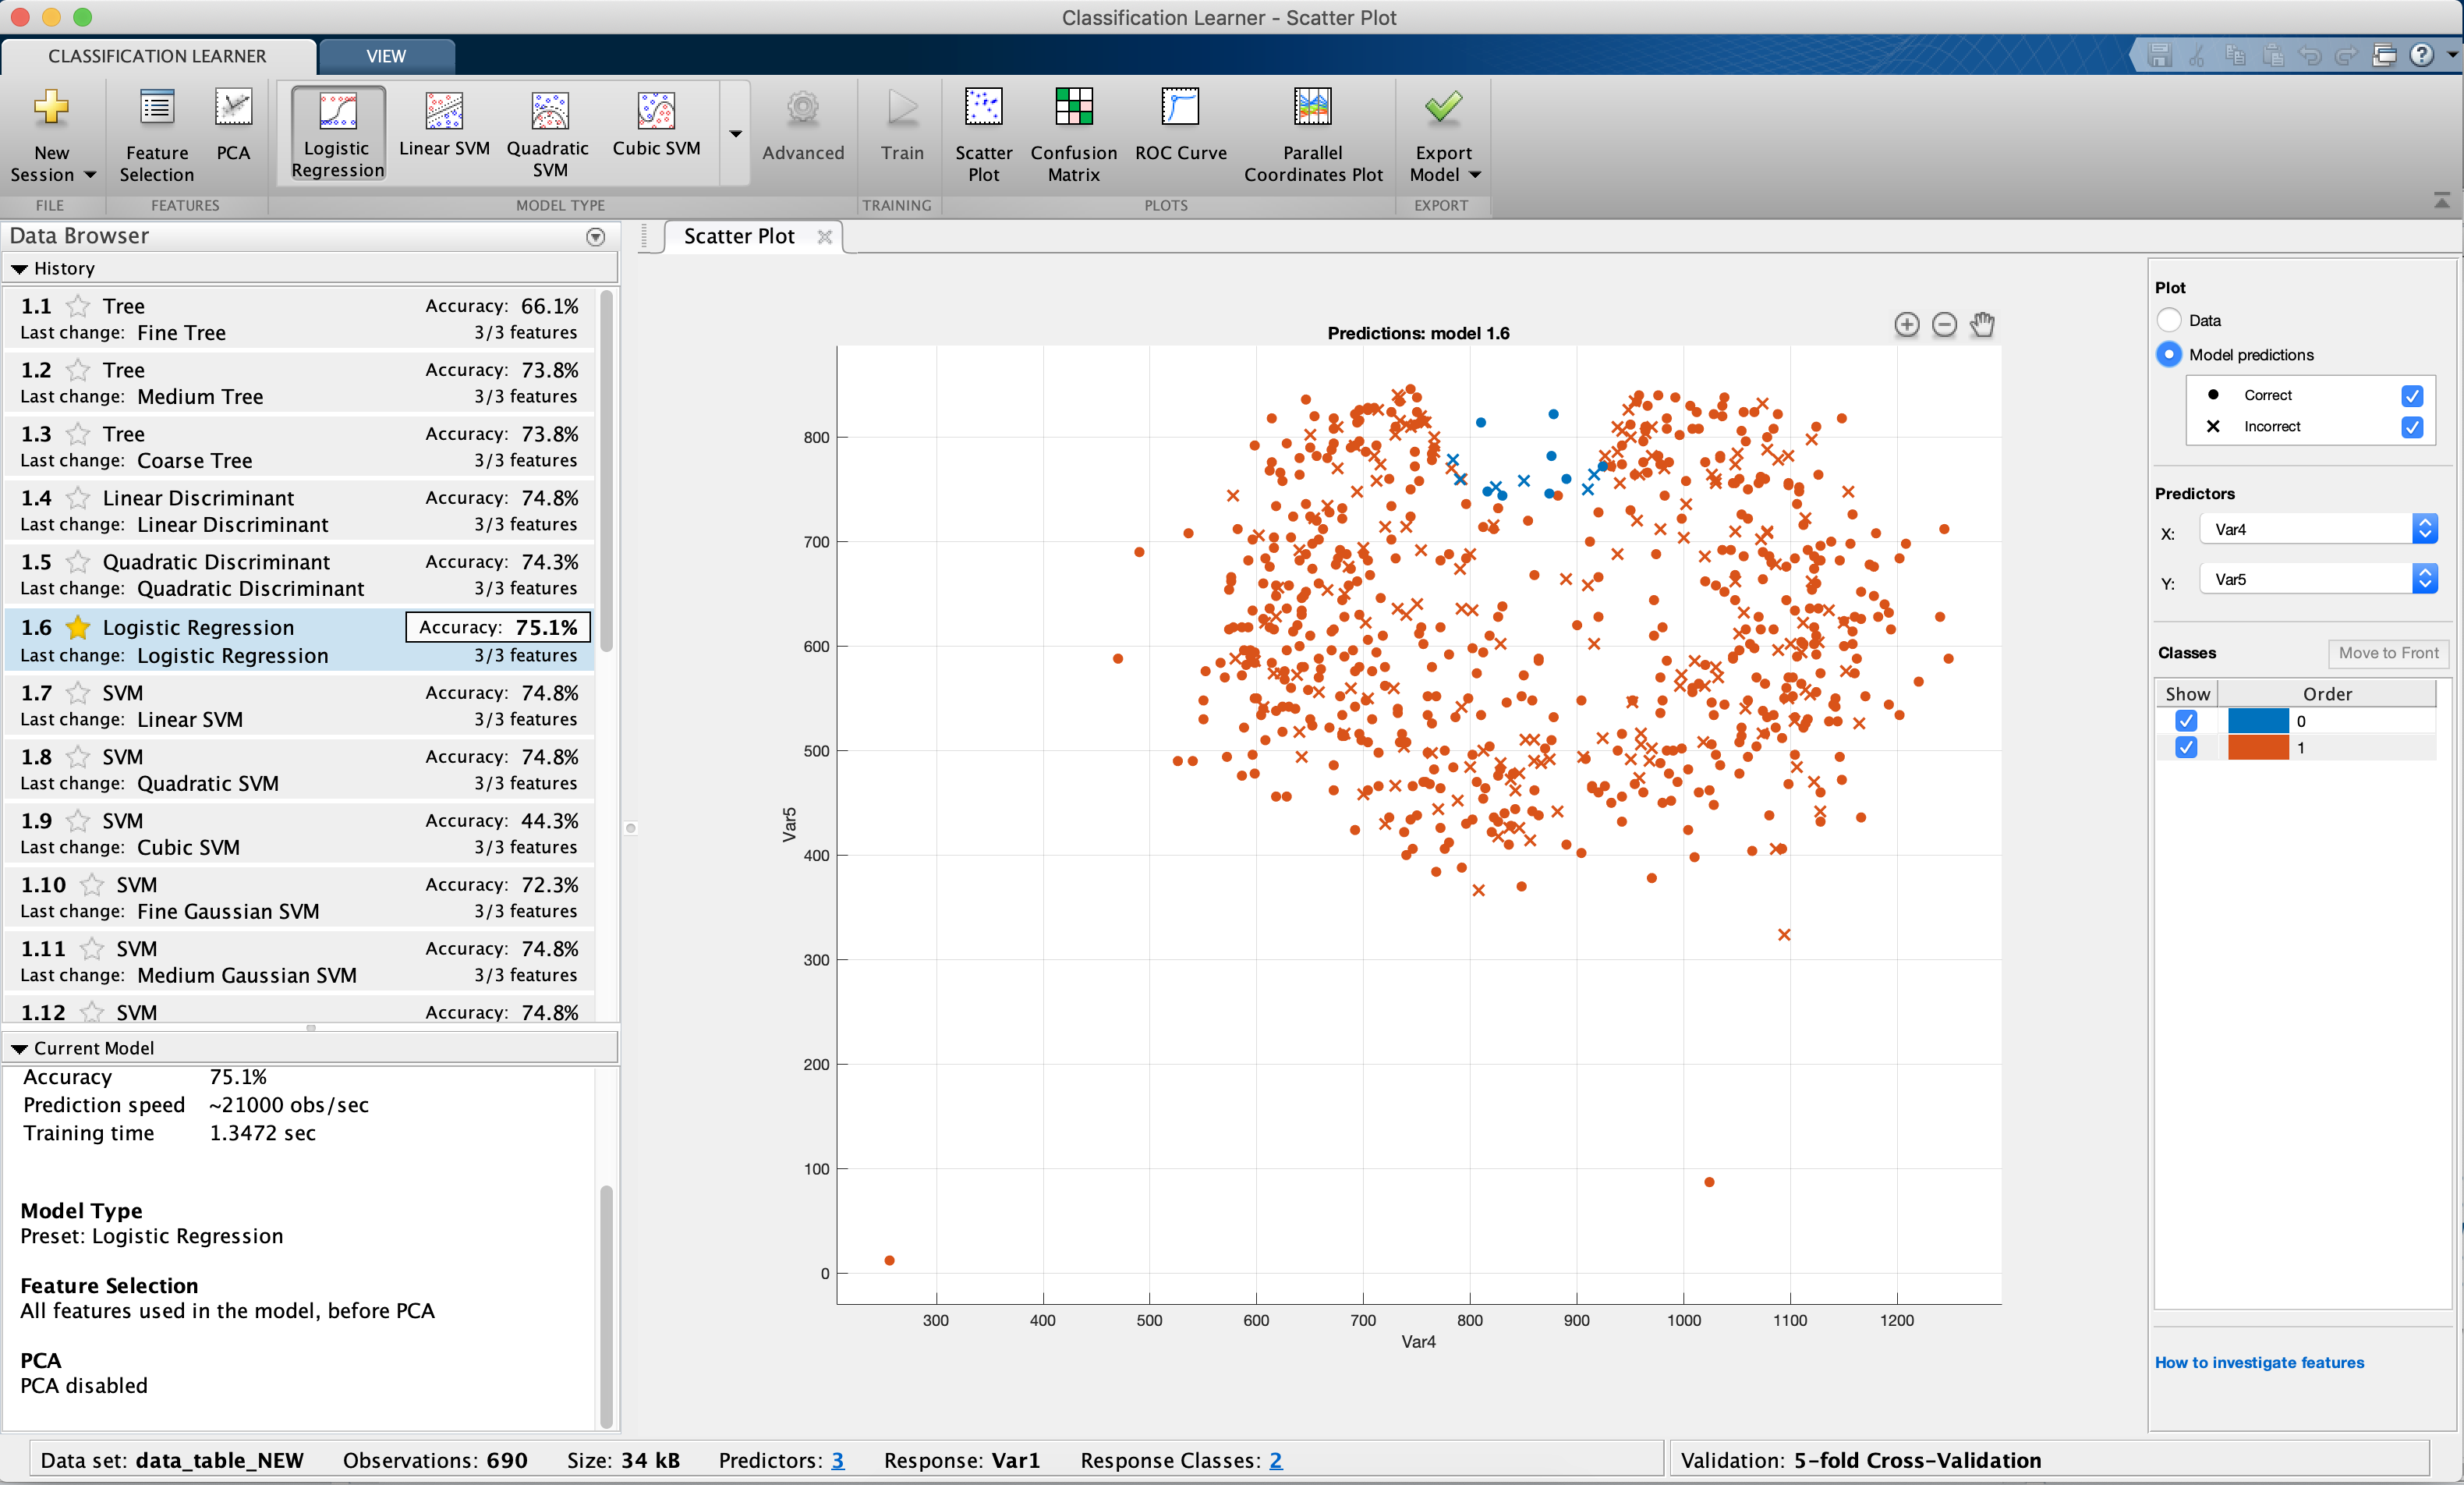 Classification Learner - Scatter Plot
CLASSIFICATION LEARNER
VIEW
New Session
Feature Selection
PCA
Logistic Regression
Linear SVM
Quadratic SVM
Cubic SVM
Advanced
Train
Scatter Plot
Confusion Matrix
ROC Curve
Parallel Coordinates Plot
Export Model
FILE
FEATURES
MODEL TYPE
TRAINING
PLOTS
EXPORT
Data Browser
History
1.1 Tree Accuracy: 66.1%
Last change: Fine Tree 3/3 features
1.2 Tree Accuracy: 73.8%
Last change: Medium Tree 3/3 features
1.3 Tree Accuracy: 73.8%
Last change: Coarse Tree 3/3 features
1.4 Linear Discriminant Accuracy: 74.8%
Last change: Linear Discriminant 3/3 features
1.5 Quadratic Discriminant Accuracy: 74.3%
Last change: Quadratic Discriminant 3/3 features
1.6 Logistic Regression Accuracy: 75.1%
Last change: Logistic Regression 3/3 features
1.7 SVM Accuracy: 74.8%
Last change: Linear SVM 3/3 features
1.8 SVM Accuracy: 74.8%
Last change: Quadratic SVM 3/3 features
1.9 SVM Accuracy: 44.3%
Last change: Cubic SVM 3/3 features
1.10 SVM Accuracy: 72.3%
Last change: Fine Gaussian SVM 3/3 features
1.11 SVM Accuracy: 74.8%
Last change: Medium Gaussian SVM 3/3 features
1.12 SVM Accuracy: 74.8%
Current Model
Accuracy 75.1%
Prediction speed ~21000 obs/sec
Training time 1.3472 sec
Model Type
Preset: Logistic Regression
Feature Selection
All features used in the model, before PCA
PCA
PCA disabled
Scatter Plot
Predictions: model 1.6
800
700
600
500
400
300
200
100
0
Var5
300 400 500 600 700 800 900 1000 1100 1200
Var4
Plot
Data
Model predictions
Correct
Incorrect
Predictors
X: Var4
Y: Var5
Classes
Move to Front
Show Order
0
1
How to investigate features
Data set: data_table_NEW Observations: 690 Size: 34 kB Predictors: 3 Response: Var1 Response Classes: 2
Validation: 5-fold Cross-Validation